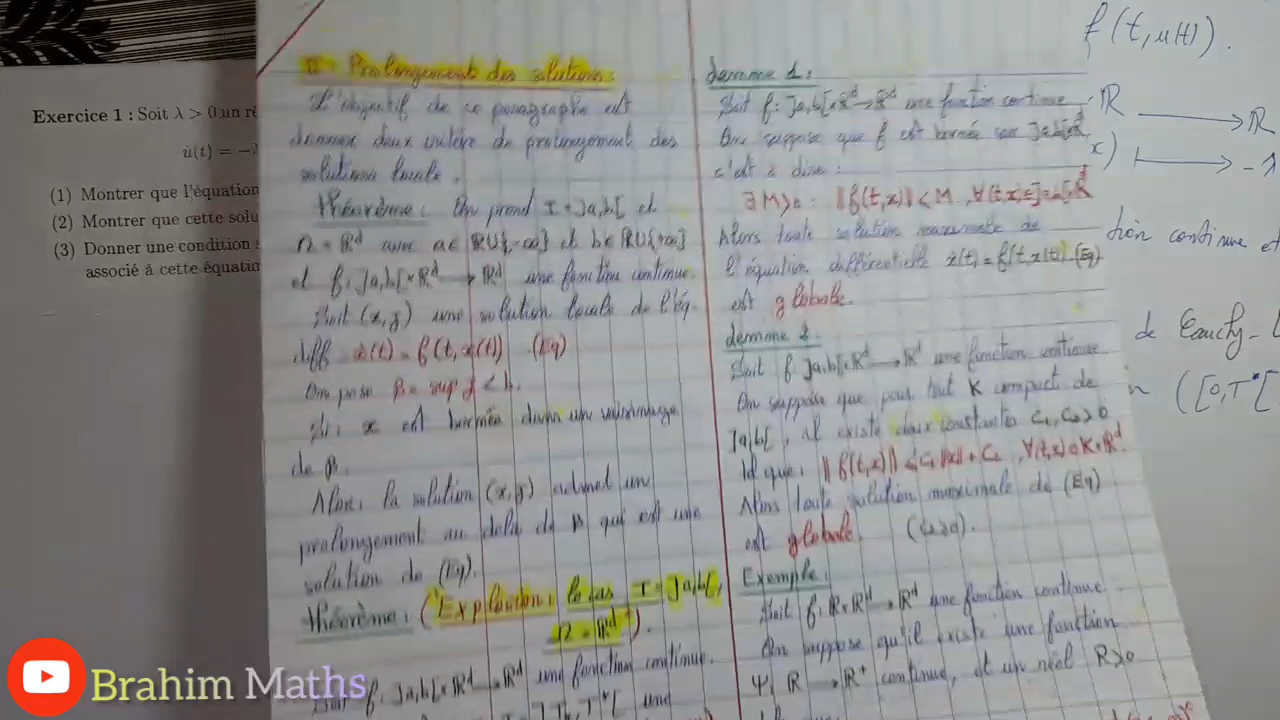 Exercice 1 : Soit λ > 0 un ré
u̇(t) = −λ
(1) Montrer que l'équation
(2) Montrer que cette solu
(3) Donner une condition s
associé à cette équation
II. Prolongement des solutions:
L'objectif de ce paragraphe est
donner deux critère de prolongement des
solutions locale.
Théorème: On prend I = ]a,b[ et
Ω = ℝᵈ avec a ∈ ℝ∪{-∞} et b ∈ ℝ∪{+∞}
et f: ]a,b[×ℝᵈ → ℝᵈ une fonction continue.
Soit (x,J) une solution locale de l'éq.
diff ẋ(t) = f(t,x(t)) (Eq)
On pose β = sup J < b.
Si x est bornée dans un voisinage
de β.
Alors la solution (x,J) admet un
prolongement au delà de β qui est une
solution de (Eq).
Théorème: ("Explosion: le cas I = ]a,b[,
Ω = ℝᵈ").
Soit f: ]a,b[×ℝᵈ → ℝᵈ une fonction continue.
T*[ une
Lemme 1:
Soit f: ]a,b[×ℝᵈ → ℝᵈ une fonction continue
On suppose que f est bornée sur ]a,b[×ℝᵈ,
c'est à dire:
∃M>0: ‖f(t,x)‖ < M, ∀(t,x)∈]a,b[×ℝᵈ
Alors toute solution maximale de
l'équation différentielle ẋ(t) = f(t,x(t)) (Eq)
est globale.
Lemme 2.
Soit f: ]a,b[×ℝᵈ → ℝᵈ une fonction continue
On suppose que pour tout K compact de
]a,b[, il existe deux constantes C₁, C₂ > 0
tel que: ‖f(t,x)‖ ≤ C₁‖x‖ + C₂, ∀(t,x)∈K×ℝᵈ.
Alors toute solution maximale de (Eq)
est globale.
Exemple:
Soit f: ℝ×ℝᵈ → ℝᵈ une fonction continue.
On suppose qu'il existe une fonction
Ψ: ℝ → ℝ⁺ continue, et un réel R>0
f(t,u(t)).
ℝ → ℝ
x) ↦ -λ
tion continue et
de Cauchy-L
([0,T*[
Brahim Maths